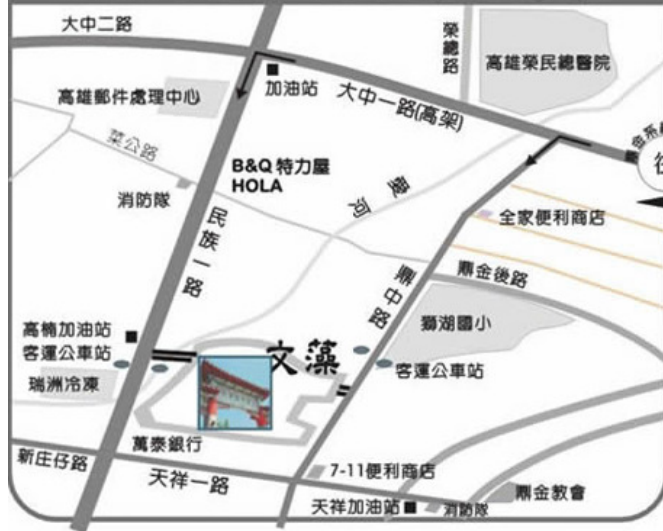 大中二路
榮總路
高雄榮民總醫院
加油站
高雄郵件處理中心
大中一路(高架)
菜公路
B&Q 特力屋
HOLA
愛河
消防隊
民族一路
全家便利商店
鼎中路
鼎金後路
獅湖國小
高楠加油站
客運公車站
文藻
客運公車站
瑞洲冷凍
萬泰銀行
新庄仔路
天祥一路
7-11便利商店
天祥加油站
消防隊
鼎金教會